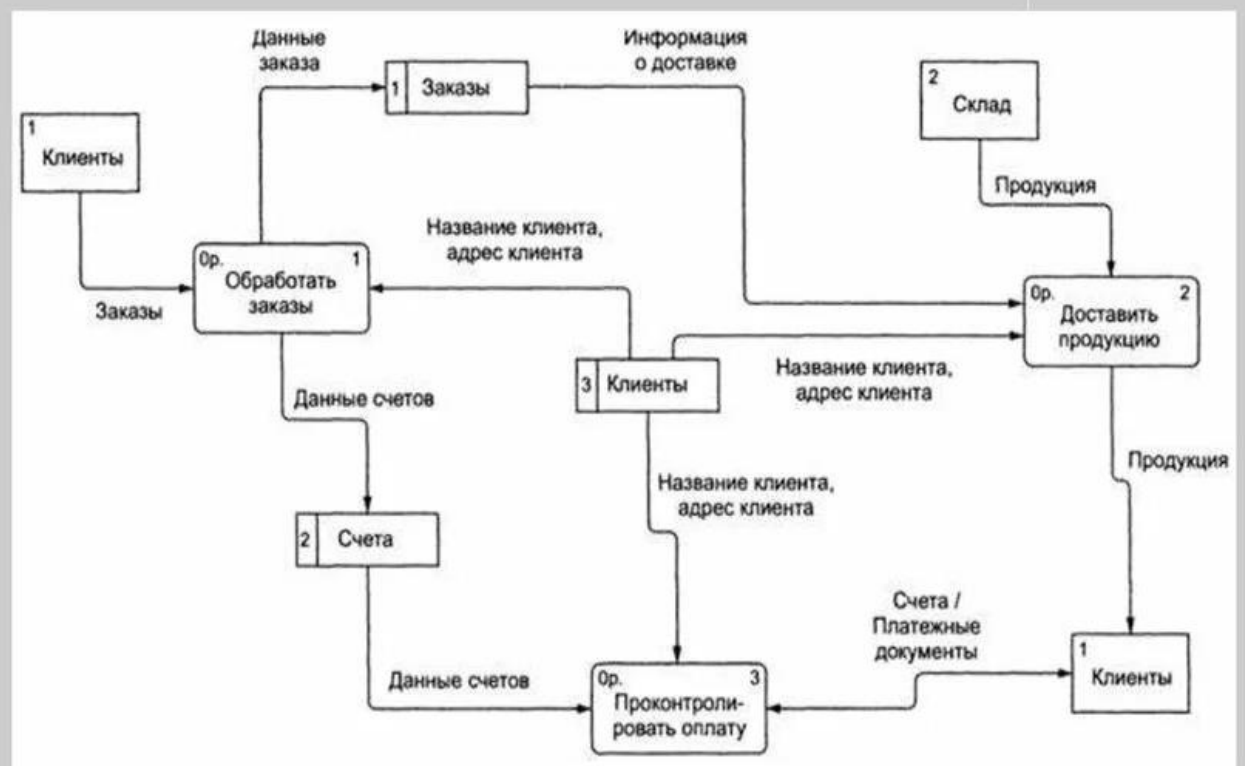 Данные
заказа
Информация
о доставке
1
Заказы
2
Склад
1
Клиенты
Продукция
Название клиента,
адрес клиента
0р.
1
Обработать
заказы
Заказы
0р.
2
Доставить
продукцию
3
Клиенты
Название клиента,
адрес клиента
Данные счетов
Продукция
Название клиента,
адрес клиента
2
Счета
Счета /
Платежные
документы
1
Клиенты
Данные счетов
0р.
3
Проконтроли-
ровать оплату